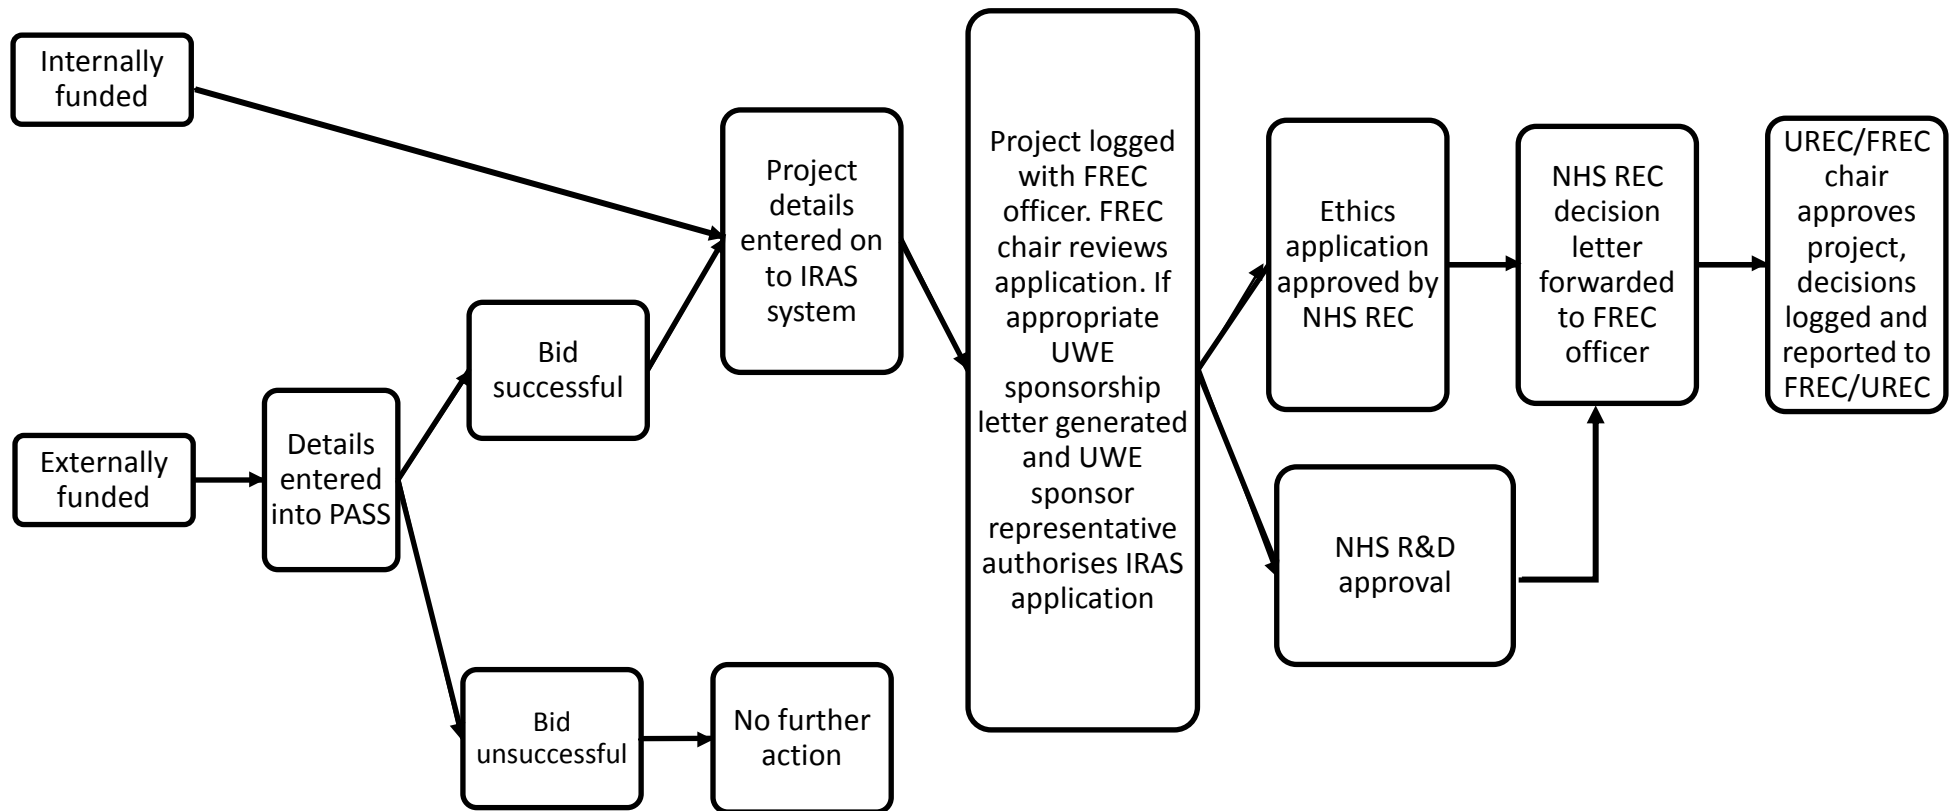 Internally
funded
Externally
funded
Details
entered
into PASS
Bid
successful
Bid
unsuccessful
No further
action
Project
details
entered on
to IRAS
system
Project logged
with FREC
officer. FREC
chair reviews
application. If
appropriate
UWE
sponsorship
letter generated
and UWE
sponsor
representative
authorises IRAS
application
Ethics
application
approved by
NHS REC
NHS R&D
approval
NHS REC
decision
letter
forwarded
to FREC
officer
UREC/FREC
chair
approves
project,
decisions
logged and
reported to
FREC/UREC